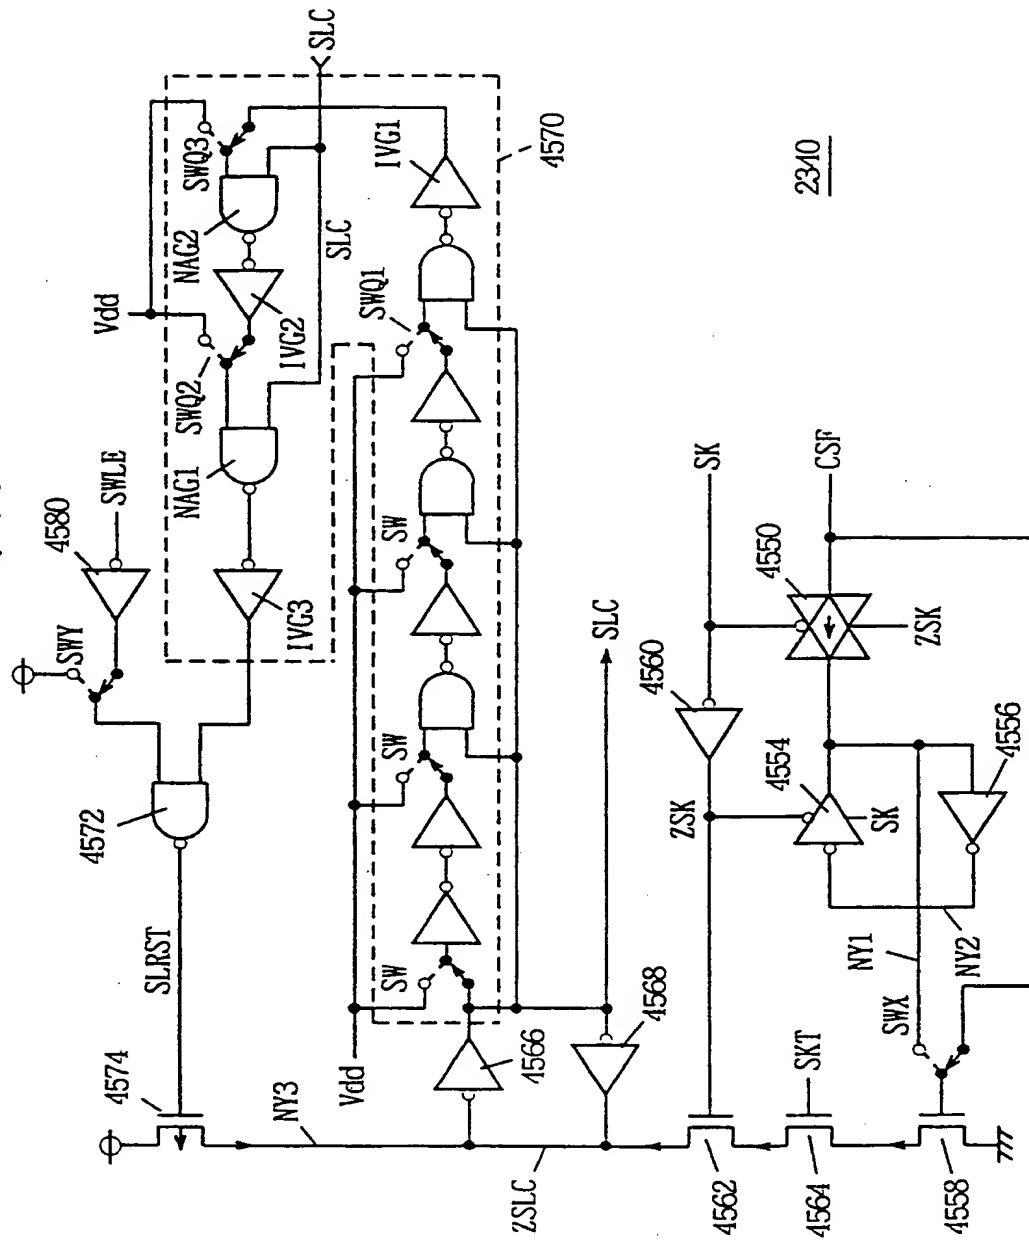 SLC
SWQ3
NAG2
SLC
IVG1
4570
2340
Vdd
IVG2
SWQ2
NAG1
SWQ1
SWLE
4580
IVG3
SWY
SW
SK
CSF
4550
ZSK
4572
SW
SLC
4560
4556
4554
ZSK
SK
SLRST
SW
NY1
NY2
4568
SWX
4574
NY3
Vdd
4566
SKT
ZSLC
4562
4564
4558